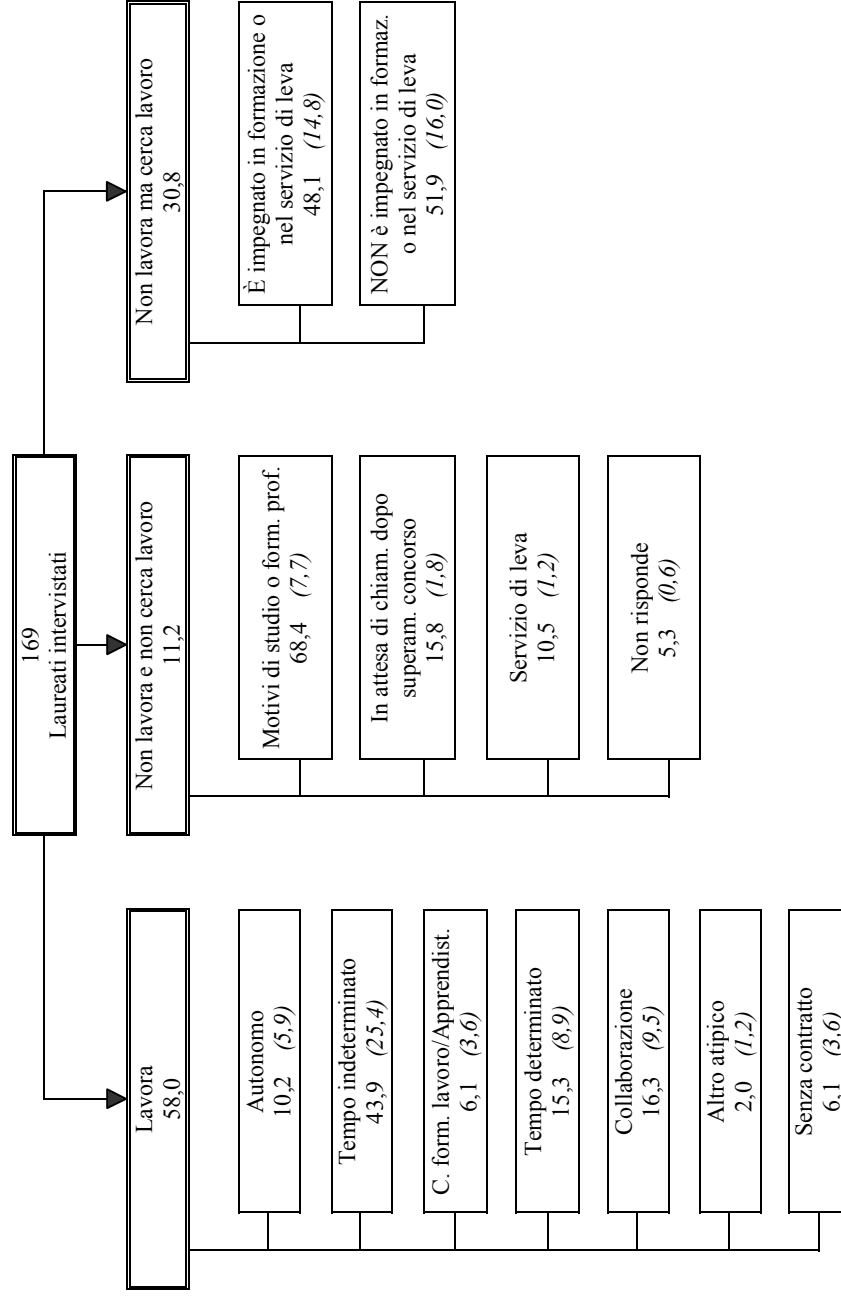 169
Laureati intervistati
Lavora
58,0
Autonomo
10,2 (5,9)
Tempo indeterminato
43,9 (25,4)
C. form. lavoro/Apprendist.
6,1 (3,6)
Tempo determinato
15,3 (8,9)
Collaborazione
16,3 (9,5)
Altro atipico
2,0 (1,2)
Senza contratto
6,1 (3,6)
Non lavora e non cerca lavoro
11,2
Motivi di studio o form. prof.
68,4 (7,7)
In attesa di chiam. dopo
superam. concorso
15,8 (1,8)
Servizio di leva
10,5 (1,2)
Non risponde
5,3 (0,6)
Non lavora ma cerca lavoro
30,8
È impegnato in formazione o
nel servizio di leva
48,1 (14,8)
NON è impegnato in formaz.
o nel servizio di leva
51,9 (16,0)